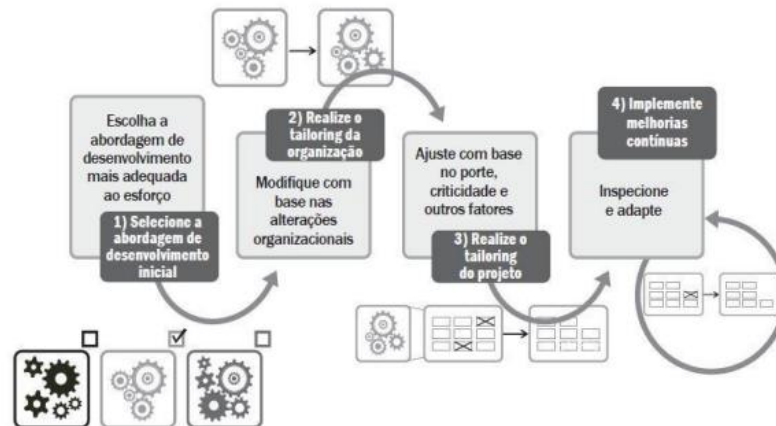 Escolha a
abordagem de
desenvolvimento
mais adequada
ao esforço
1) Selecione a
abordagem de
desenvolvimento
inicial
2) Realize o
tailoring da
organização
Modifique com
base nas
alterações
organizacionais
Ajuste com base
no porte,
criticidade e
outros fatores
3) Realize o
tailoring
do projeto
4) Implemente
melhorias
contínuas
Inspecione
e adapte